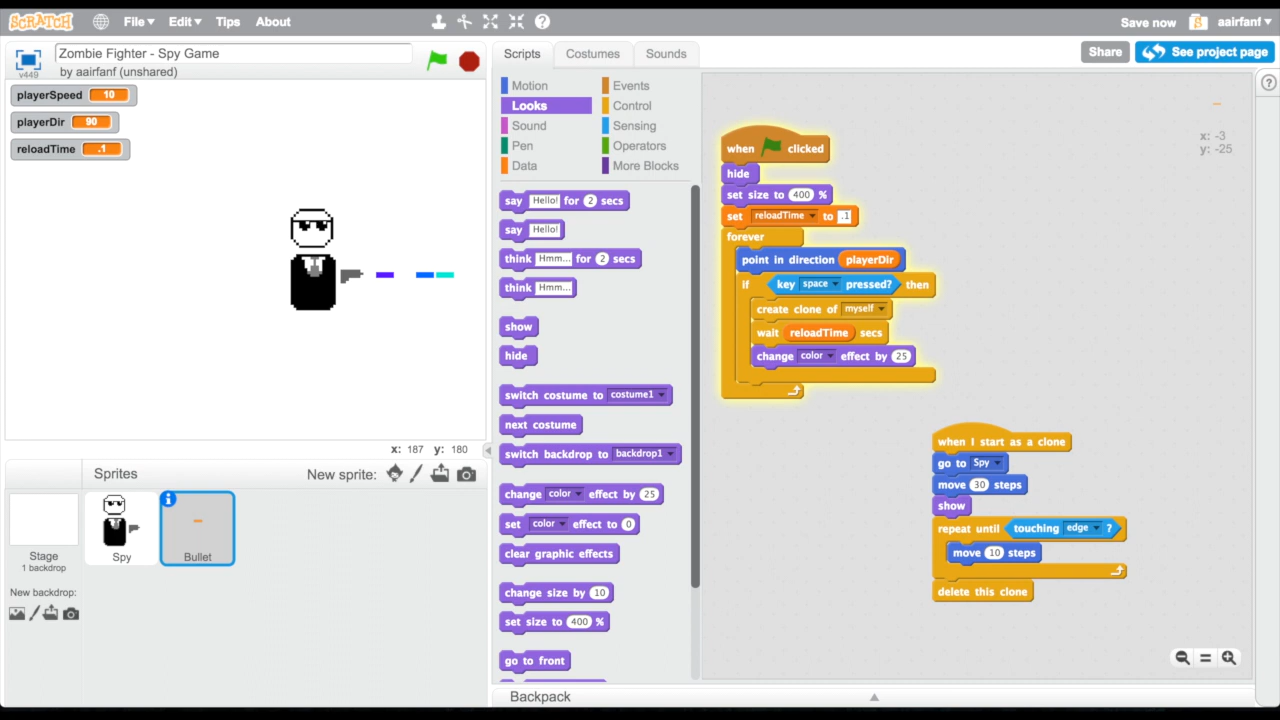 SCRATCH File▼ Edit▼ Tips About Save now aairfanf▼
v449
Zombie Fighter - Spy Game
by aairfanf (unshared)
Scripts Costumes Sounds
Share See project page
playerSpeed 10
playerDir 90
reloadTime .1
Motion Events
Looks Control
Sound Sensing
Pen Operators
Data More Blocks
say Hello! for 2 secs
say Hello!
think Hmm... for 2 secs
think Hmm...
show
hide
switch costume to costume1
next costume
switch backdrop to backdrop1
change color effect by 25
set color effect to 0
clear graphic effects
change size by 10
set size to 400 %
go to front
when clicked
hide
set size to 400 %
set reloadTime to .1
forever
point in direction playerDir
if key space pressed? then
create clone of myself
wait reloadTime secs
change color effect by 25
x: -3
y: -25
when I start as a clone
go to Spy
move 30 steps
show
repeat until touching edge ?
move 10 steps
delete this clone
x: 187 y: 180
Sprites New sprite:
Stage
1 backdrop
New backdrop:
Spy
Bullet
Backpack